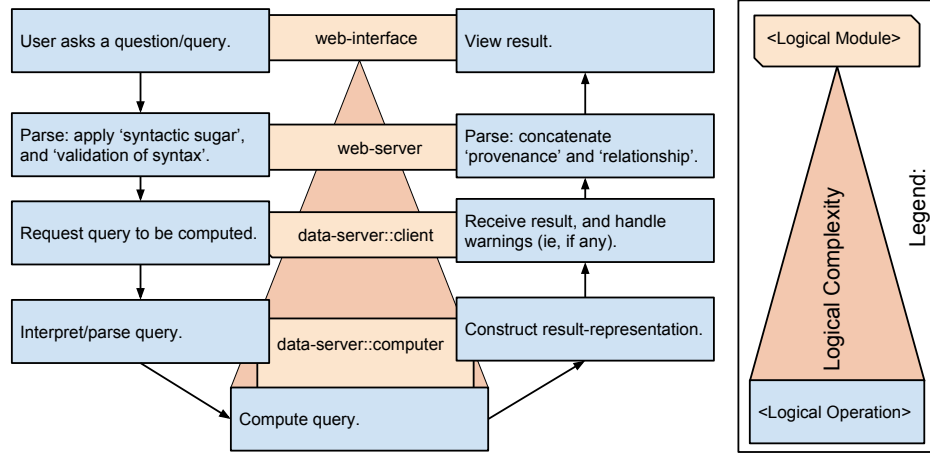 User asks a question/query.
web-interface
View result.
Parse: apply ‘syntactic sugar’,
and ‘validation of syntax’.
web-server
Parse: concatenate
‘provenance’ and ‘relationship’.
Request query to be computed.
data-server::client
Receive result, and handle
warnings (ie, if any).
Interpret/parse query.
data-server::computer
Construct result-representation.
Compute query.
<Logical Module>
Logical Complexity
Legend:
<Logical Operation>